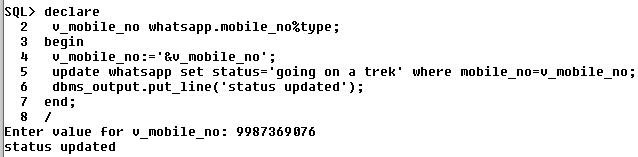 SQL> declare
2 v_mobile_no whatsapp.mobile_no%type;
3 begin
4 v_mobile_no:='&v_mobile_no';
5 update whatsapp set status='going on a trek' where mobile_no=v_mobile_no;
6 dbms_output.put_line('status updated');
7 end;
8 /
Enter value for v_mobile_no: 9987369076
status updated